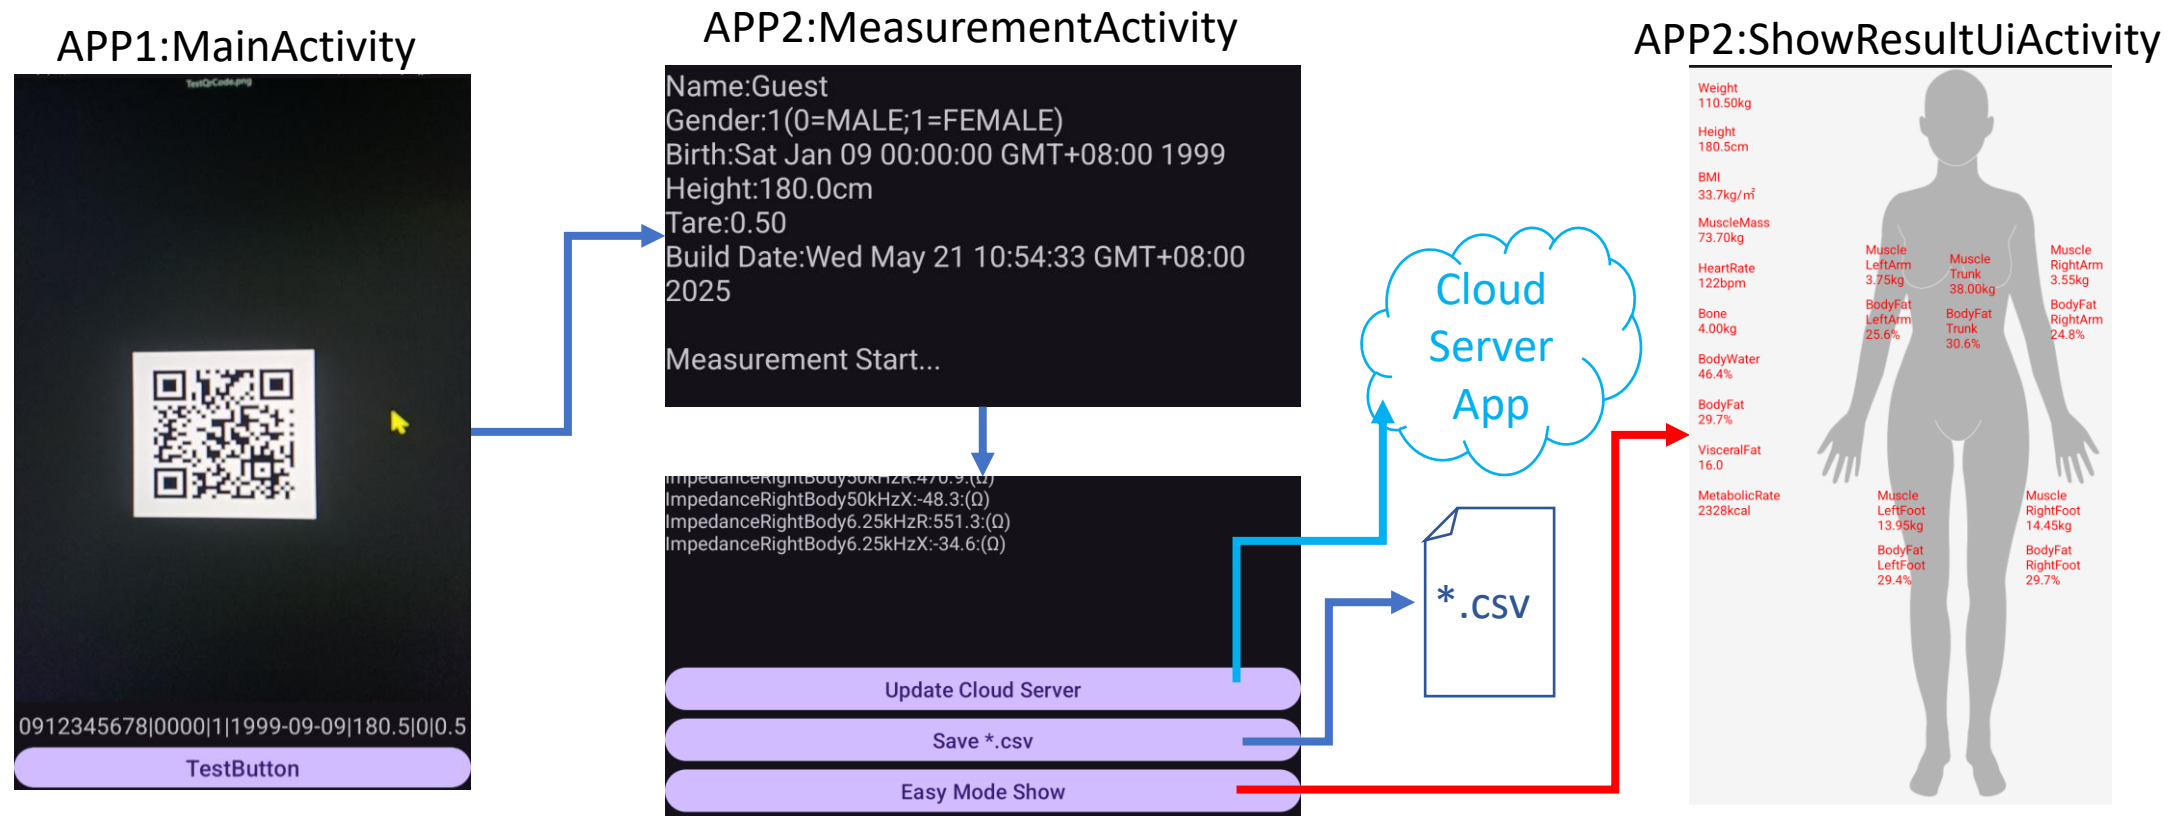 APP1:MainActivity
TestQrCode.png
0912345678|0000|1|1999-09-09|180.5|0|0.5
TestButton
APP2:MeasurementActivity
Name:Guest
Gender:1(0=MALE;1=FEMALE)
Birth:Sat Jan 09 00:00:00 GMT+08:00 1999
Height:180.0cm
Tare:0.50
Build Date:Wed May 21 10:54:33 GMT+08:00
2025
Measurement Start...
ImpedanceRightBody50kHzR:470.9:(Ω)
ImpedanceRightBody50kHzX:-48.3:(Ω)
ImpedanceRightBody6.25kHzR:551.3:(Ω)
ImpedanceRightBody6.25kHzX:-34.6:(Ω)
Update Cloud Server
Save *.csv
Easy Mode Show
Cloud
Server
App
*.csv
APP2:ShowResultUiActivity
Weight
110.50kg
Height
180.5cm
BMI
33.7kg/㎡
MuscleMass
73.70kg
HeartRate
122bpm
Bone
4.00kg
BodyWater
46.4%
BodyFat
29.7%
VisceralFat
16.0
MetabolicRate
2328kcal
Muscle
LeftArm
3.75kg
BodyFat
LeftArm
25.6%
Muscle
Trunk
38.00kg
BodyFat
Trunk
30.6%
Muscle
RightArm
3.55kg
BodyFat
RightArm
24.8%
Muscle
LeftFoot
13.95kg
BodyFat
LeftFoot
29.4%
Muscle
RightFoot
14.45kg
BodyFat
RightFoot
29.7%